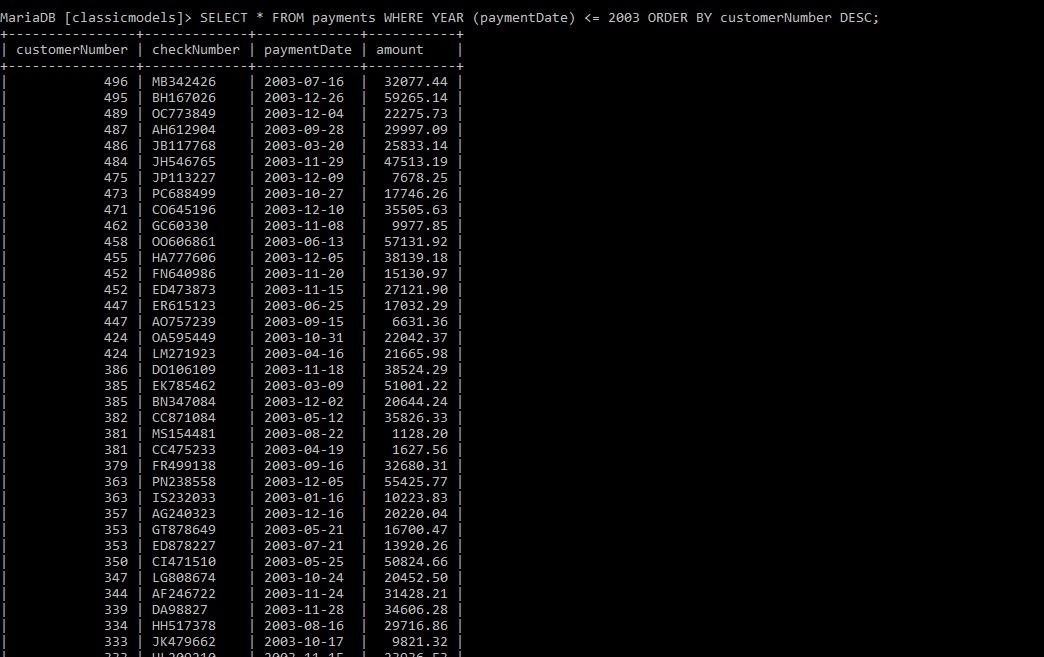 MariaDB [classicmodels]> SELECT * FROM payments WHERE YEAR (paymentDate) <= 2003 ORDER BY customerNumber DESC;
+----------------+-------------+-------------+-----------+
| customerNumber | checkNumber | paymentDate | amount    |
+----------------+-------------+-------------+-----------+
|            496 | MB342426    | 2003-07-16  |  32077.44 |
|            495 | BH167026    | 2003-12-26  |  59265.14 |
|            489 | OC773849    | 2003-12-04  |  22275.73 |
|            487 | AH612904    | 2003-09-28  |  29997.09 |
|            486 | JB117768    | 2003-03-20  |  25833.14 |
|            484 | JH546765    | 2003-11-29  |  47513.19 |
|            475 | JP113227    | 2003-12-09  |   7678.25 |
|            473 | PC688499    | 2003-10-27  |  17746.26 |
|            471 | CO645196    | 2003-12-10  |  35505.63 |
|            462 | GC60330     | 2003-11-08  |   9977.85 |
|            458 | OO606861    | 2003-06-13  |  57131.92 |
|            455 | HA777606    | 2003-12-05  |  38139.18 |
|            452 | FN640986    | 2003-11-20  |  15130.97 |
|            452 | ED473873    | 2003-11-15  |  27121.90 |
|            447 | ER615123    | 2003-06-25  |  17032.29 |
|            447 | AO757239    | 2003-09-15  |   6631.36 |
|            424 | OA595449    | 2003-10-31  |  22042.37 |
|            424 | LM271923    | 2003-04-16  |  21665.98 |
|            386 | DO106109    | 2003-11-18  |  38524.29 |
|            385 | EK785462    | 2003-03-09  |  51001.22 |
|            385 | BN347084    | 2003-12-02  |  20644.24 |
|            382 | CC871084    | 2003-05-12  |  35826.33 |
|            381 | MS154481    | 2003-08-22  |   1128.20 |
|            381 | CC475233    | 2003-04-19  |   1627.56 |
|            379 | FR499138    | 2003-09-16  |  32680.31 |
|            363 | PN238558    | 2003-12-05  |  55425.77 |
|            363 | IS232033    | 2003-01-16  |  10223.83 |
|            357 | AG240323    | 2003-12-16  |  20220.04 |
|            353 | GT878649    | 2003-05-21  |  16700.47 |
|            353 | ED878227    | 2003-07-21  |  13920.26 |
|            350 | CI471510    | 2003-05-25  |  50824.66 |
|            347 | LG808674    | 2003-10-24  |  20452.50 |
|            344 | AF246722    | 2003-11-24  |  31428.21 |
|            339 | DA98827     | 2003-11-28  |  34606.28 |
|            334 | HH517378    | 2003-08-16  |  29716.86 |
|            333 | JK479662    | 2003-10-17  |   9821.32 |